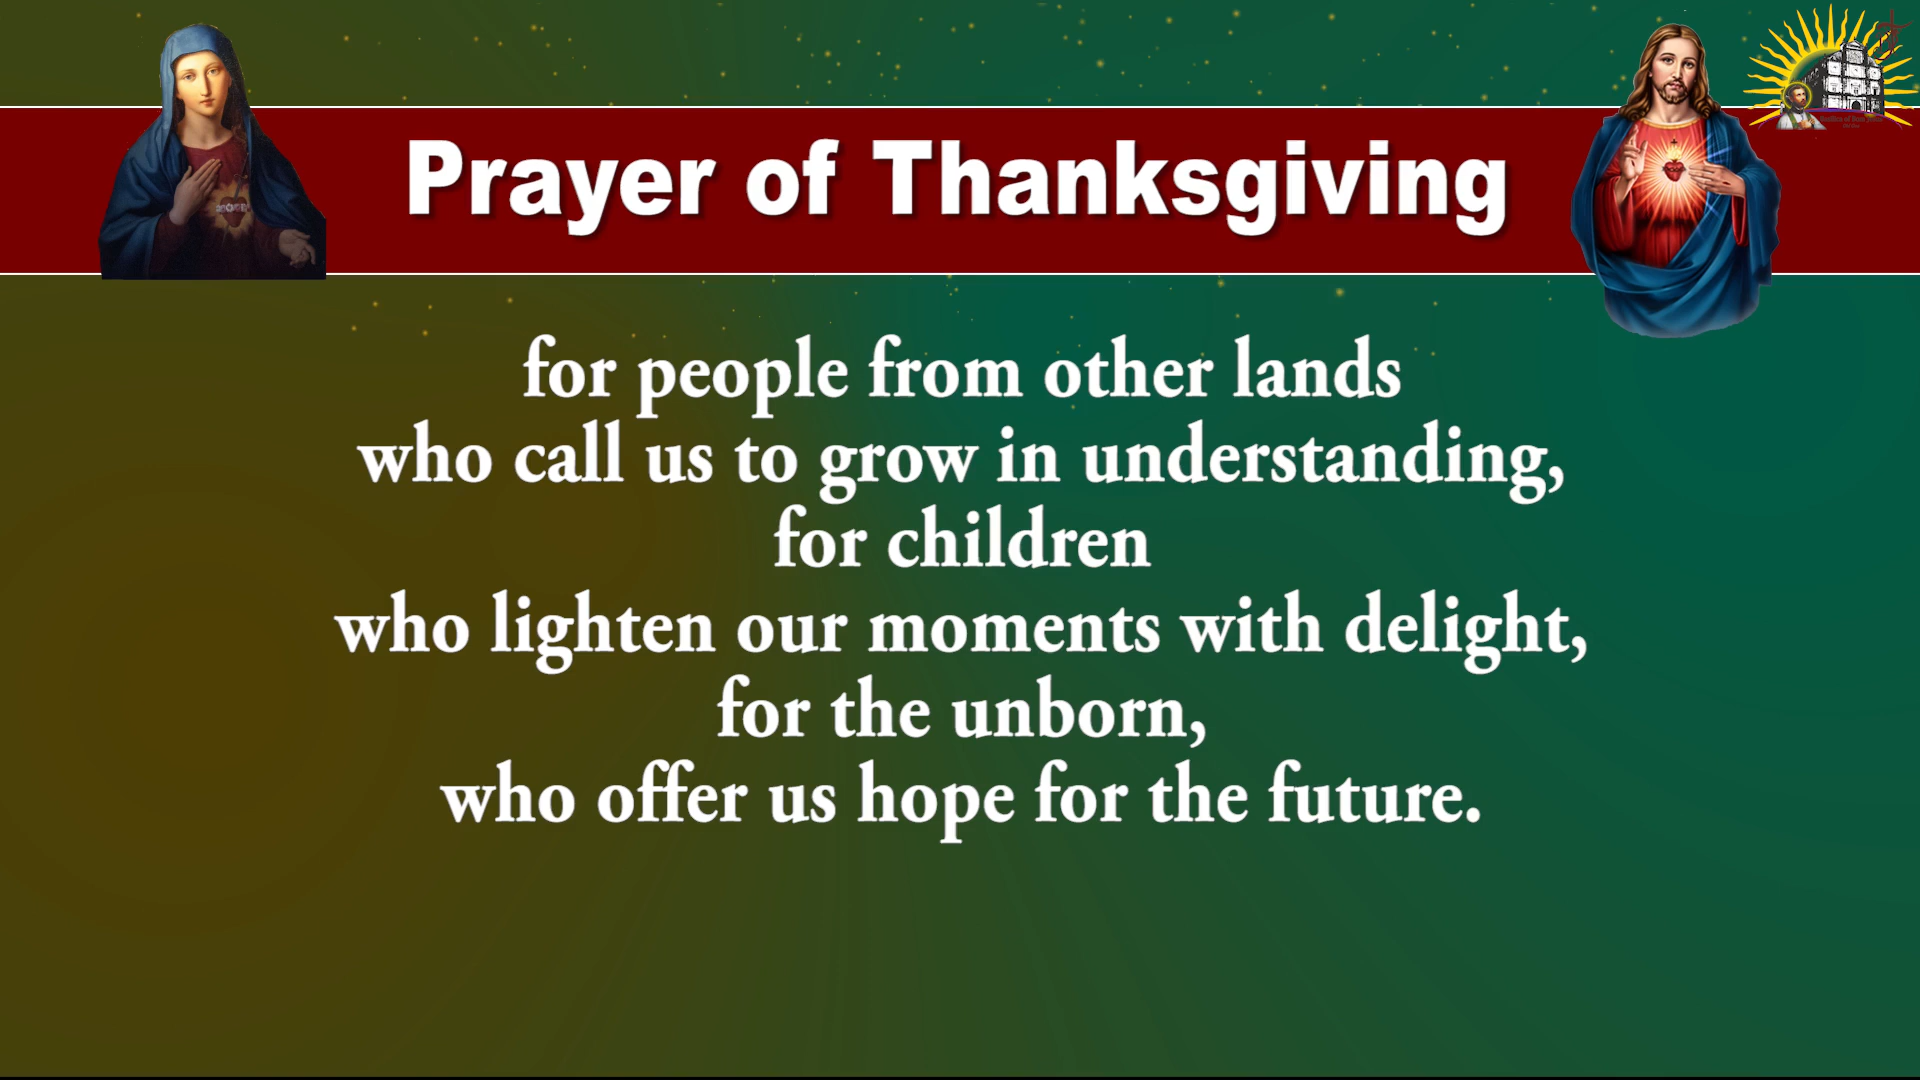 Prayer of Thanksgiving
for people from other lands
who call us to grow in understanding,
for children
who lighten our moments with delight,
for the unborn,
who offer us hope for the future.